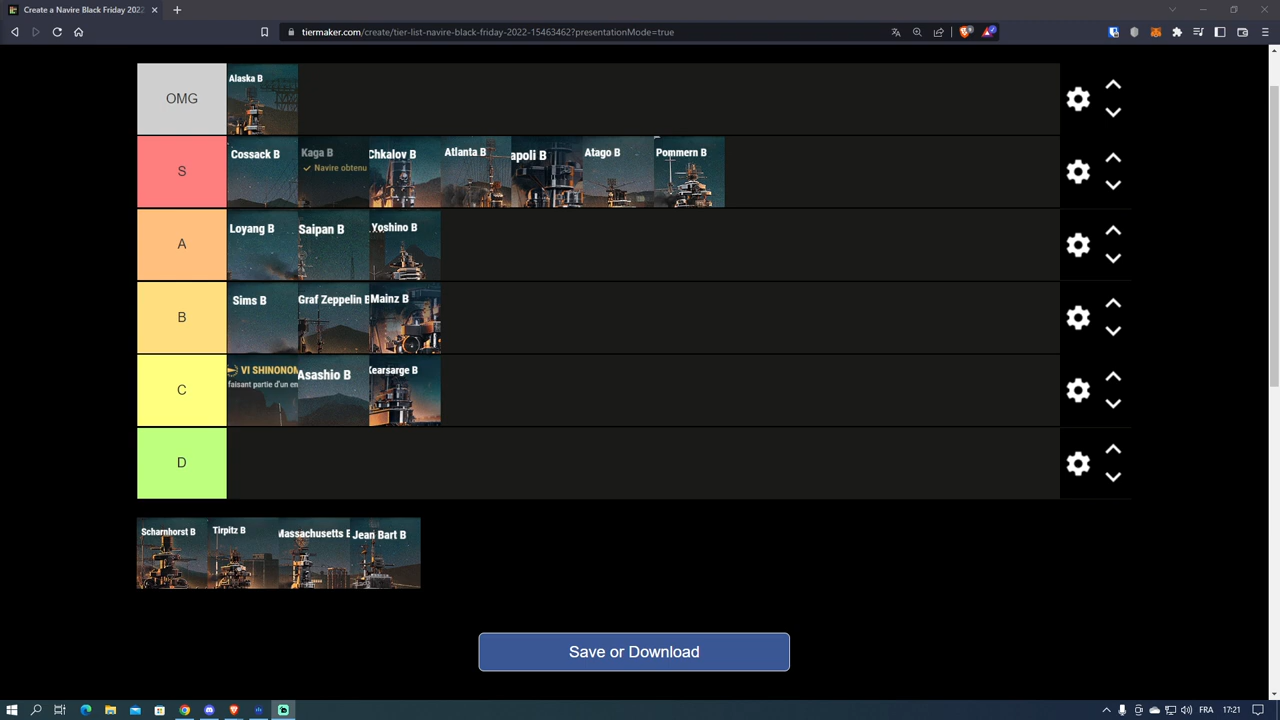 Create a Navire Black Friday 2022
tiermaker.com/create/tier-list-navire-black-friday-2022-15463462?presentationMode=true
OMG
Alaska B
S
Cossack B
Kaga B
Navire obtenu
Chkalov B
Atlanta B
apoli B
Atago B
Pommern B
A
Loyang B
Saipan B
Yoshino B
B
Sims B
Graf Zeppelin B
Mainz B
C
VI SHINONOM
faisant partie d'un en
Asashio B
Kearsarge B
D
Scharnhorst B
Tirpitz B
Massachusetts B
Jean Bart B
Save or Download
FRA
17:21